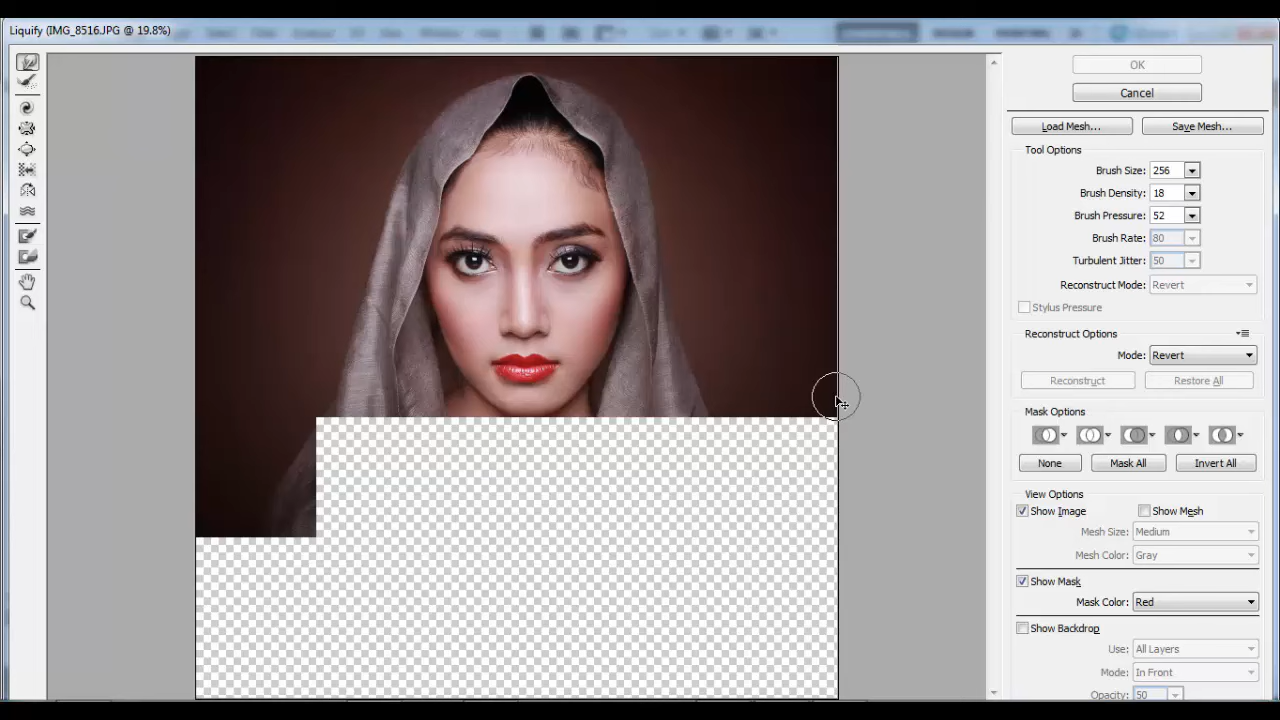 Liquify (IMG_8516.JPG @ 19.8%)
OK
Cancel
Load Mesh... Save Mesh...
Tool Options
Brush Size: 256
Brush Density: 18
Brush Pressure: 52
Brush Rate: 80
Turbulent Jitter: 50
Reconstruct Mode: Revert
Stylus Pressure
Reconstruct Options
Mode: Revert
Reconstruct Restore All
Mask Options
None Mask All Invert All
View Options
Show Image Show Mesh
Mesh Size: Medium
Mesh Color: Gray
Show Mask
Mask Color: Red
Show Backdrop
Use: All Layers
Mode: In Front
Opacity: 50